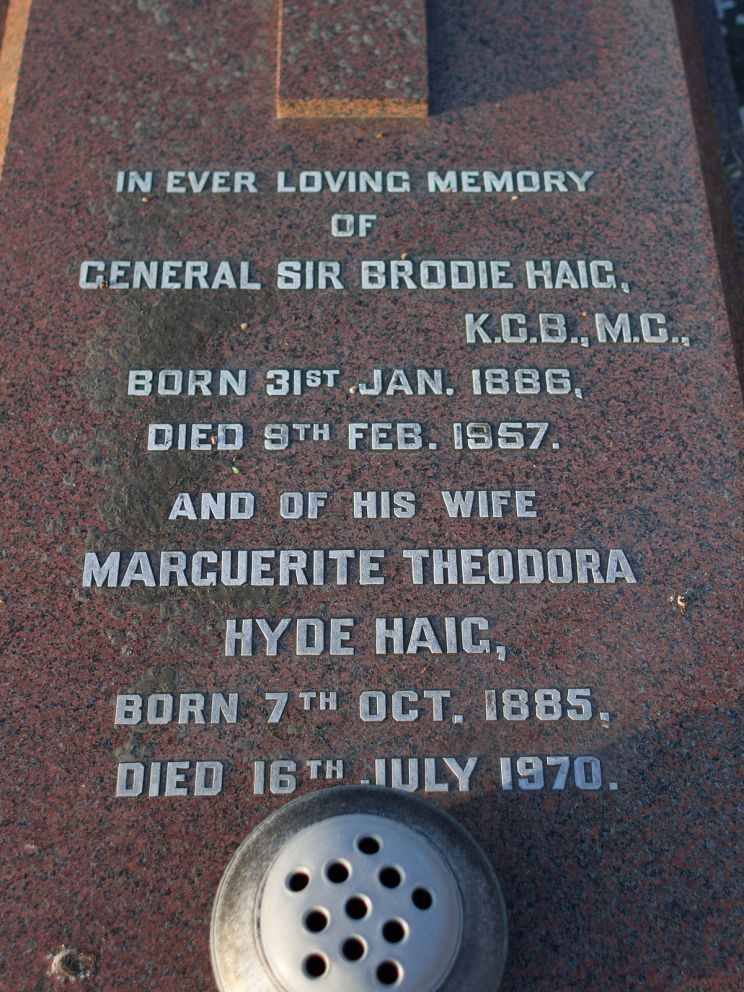 IN EVER LOVING MEMORY
OF
GENERAL SIR BRODIE HAIG,
K.C.B., M.C.,
BORN 31ST JAN. 1886,
DIED 9TH FEB. 1957.
AND OF HIS WIFE
MARGUERITE THEODORA
HYDE HAIG,
BORN 7TH OCT. 1885,
DIED 16TH JULY 1970.